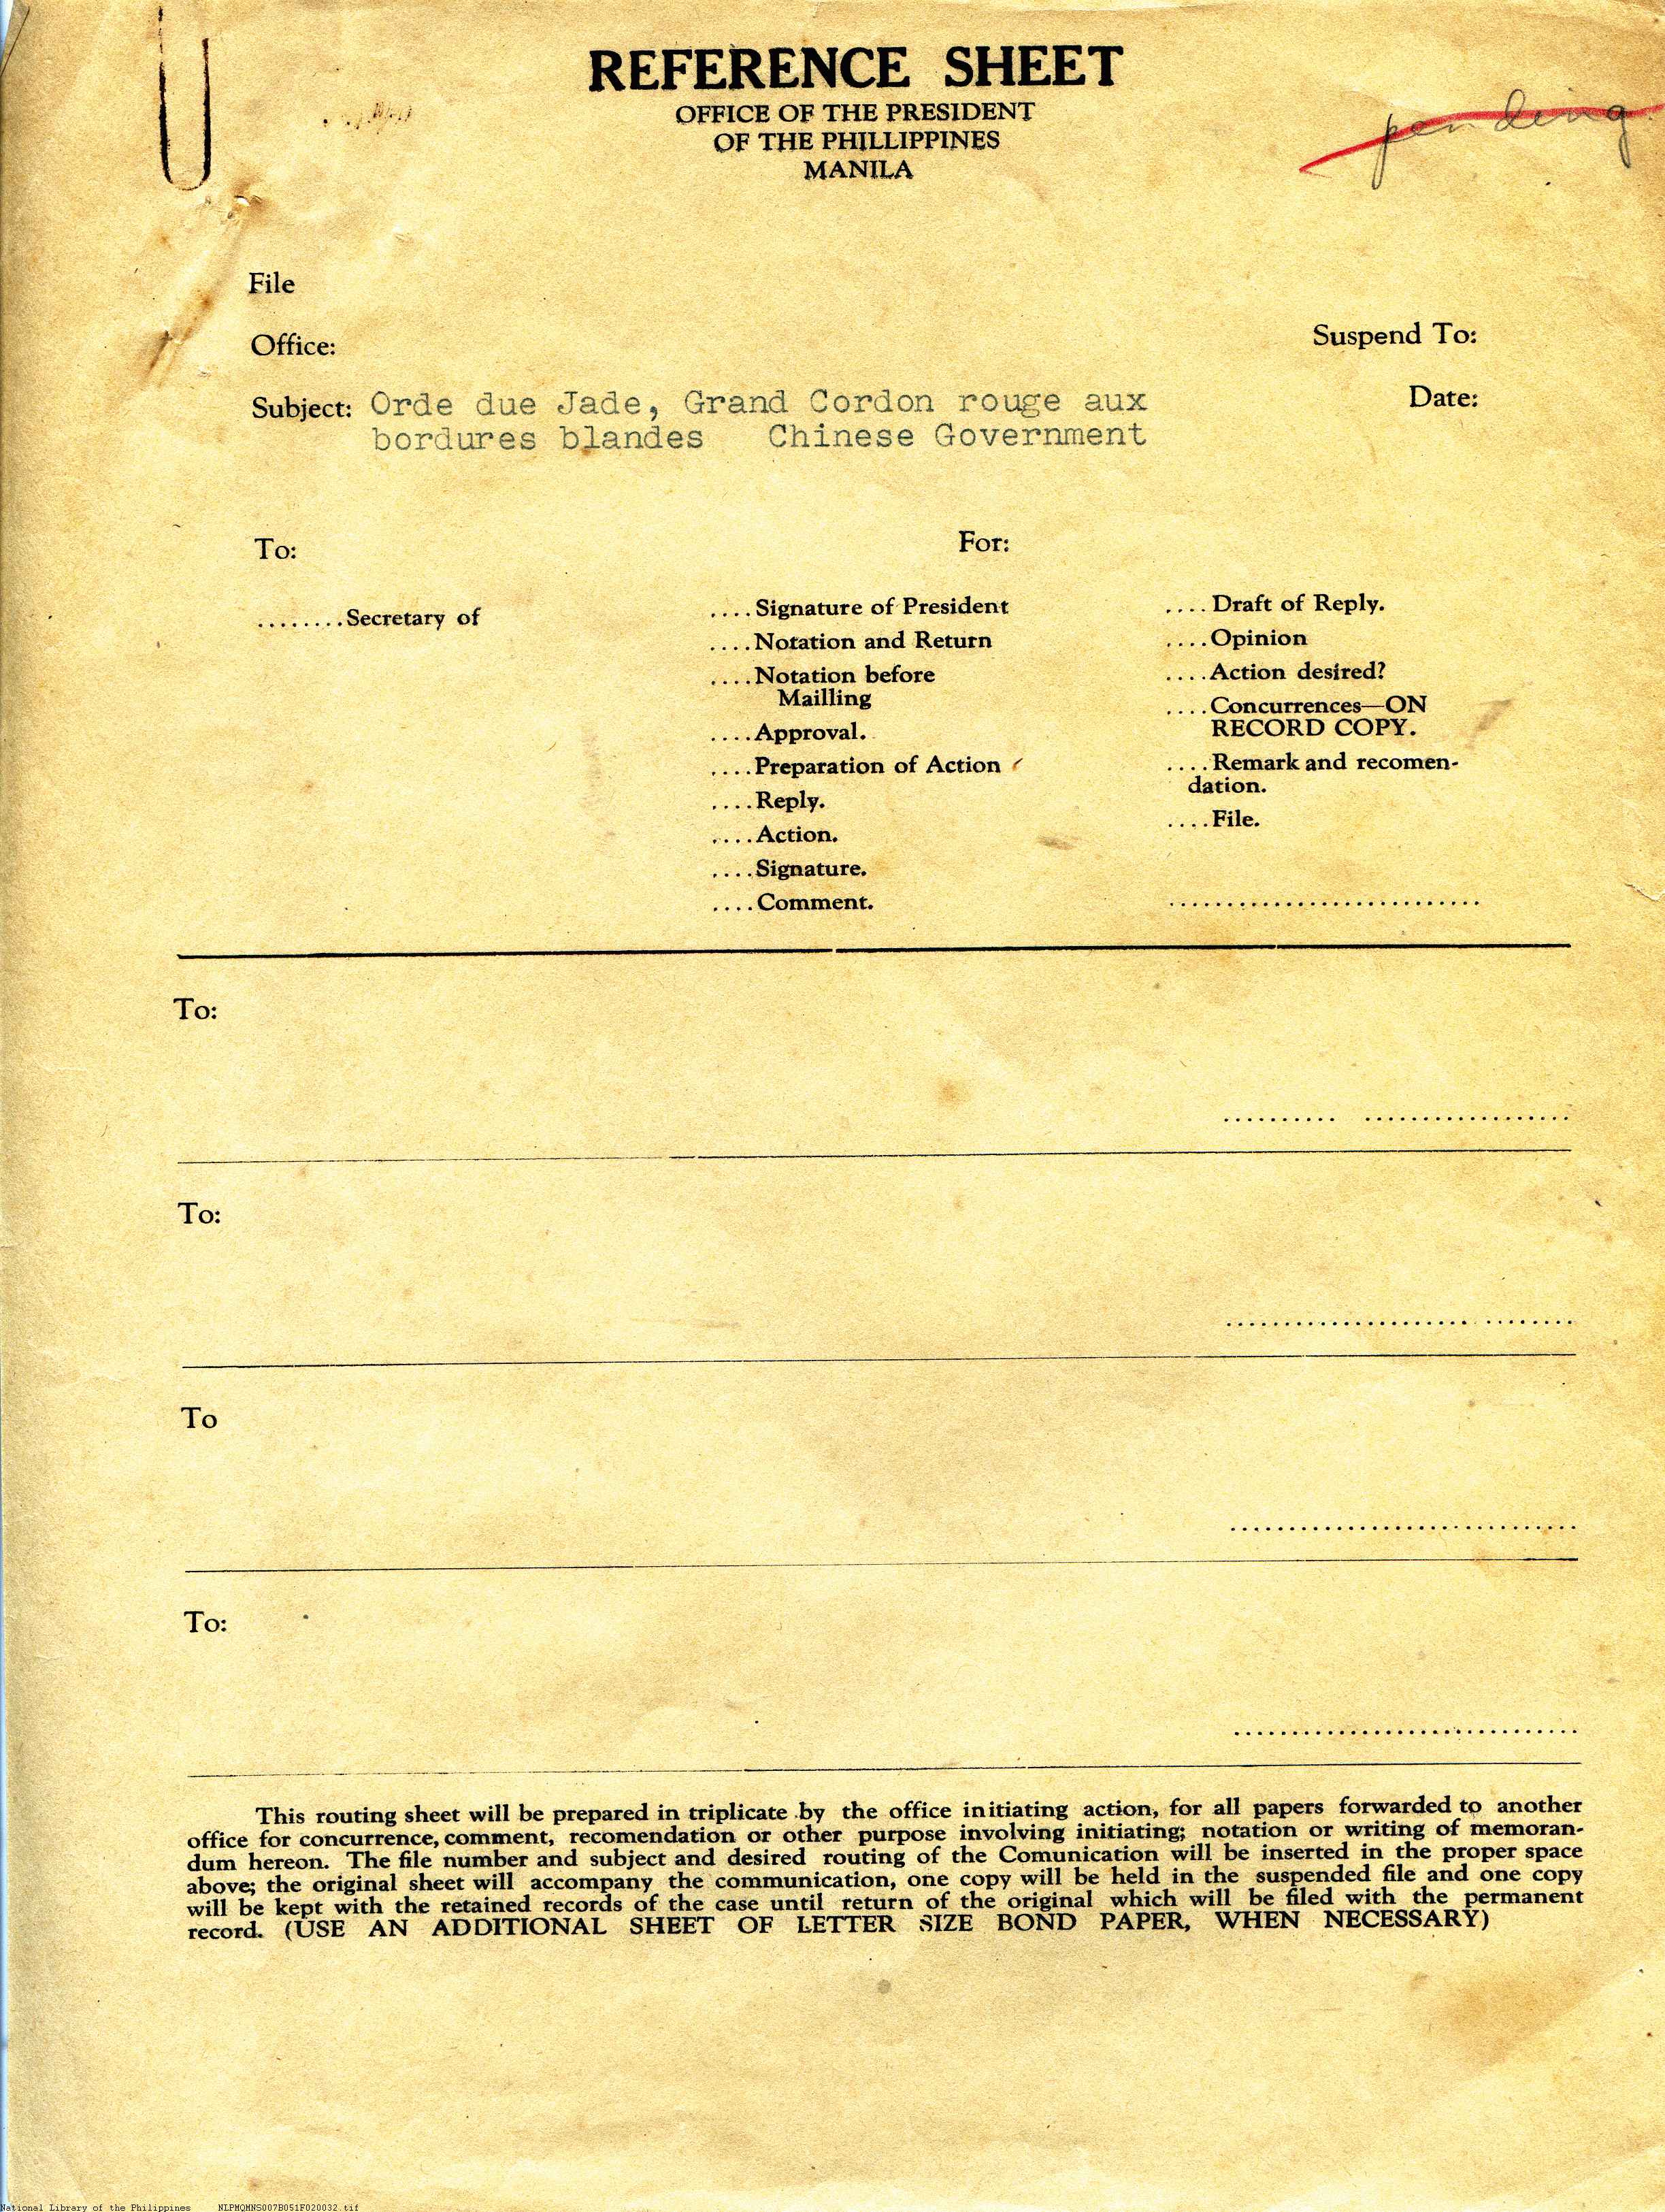 REFERENCE SHEET
OFFICE OF THE PRESIDENT
OF THE PHILLIPPINES
MANILA
pending
File
Office:
Suspend To:
Subject: Orde due Jade, Grand Cordon rouge aux
bordures blandes Chinese Government
Date:
To:
For:
........Secretary of
....Signature of President
....Notation and Return
....Notation before
Mailling
....Approval.
....Preparation of Action
....Reply.
....Action.
....Signature.
....Comment.
....Draft of Reply.
....Opinion
....Action desired?
....Concurrences—ON
RECORD COPY.
....Remark and recomen-
dation.
....File.
To:
To:
To
To:
This routing sheet will be prepared in triplicate by the office initiating action, for all papers forwarded to another
office for concurrence, comment, recomendation or other purpose involving initiating; notation or writing of memoran-
dum hereon. The file number and subject and desired routing of the Comunication will be inserted in the proper space
above; the original sheet will accompany the communication, one copy will be held in the suspended file and one copy
will be kept with the retained records of the case until return of the original which will be filed with the permanent
record. (USE AN ADDITIONAL SHEET OF LETTER SIZE BOND PAPER, WHEN NECESSARY)
National Library of the Philippines NLPMQMNS007B051F020032.tif